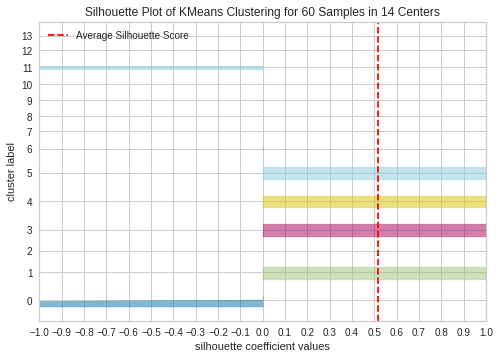 Silhouette Plot of KMeans Clustering for 60 Samples in 14 Centers
Average Silhouette Score
cluster label
13
12
11
10
9
8
7
6
5
4
3
2
1
0
−1.0 −0.9 −0.8 −0.7 −0.6 −0.5 −0.4 −0.3 −0.2 −0.1 0.0 0.1 0.2 0.3 0.4 0.5 0.6 0.7 0.8 0.9 1.0
silhouette coefficient values